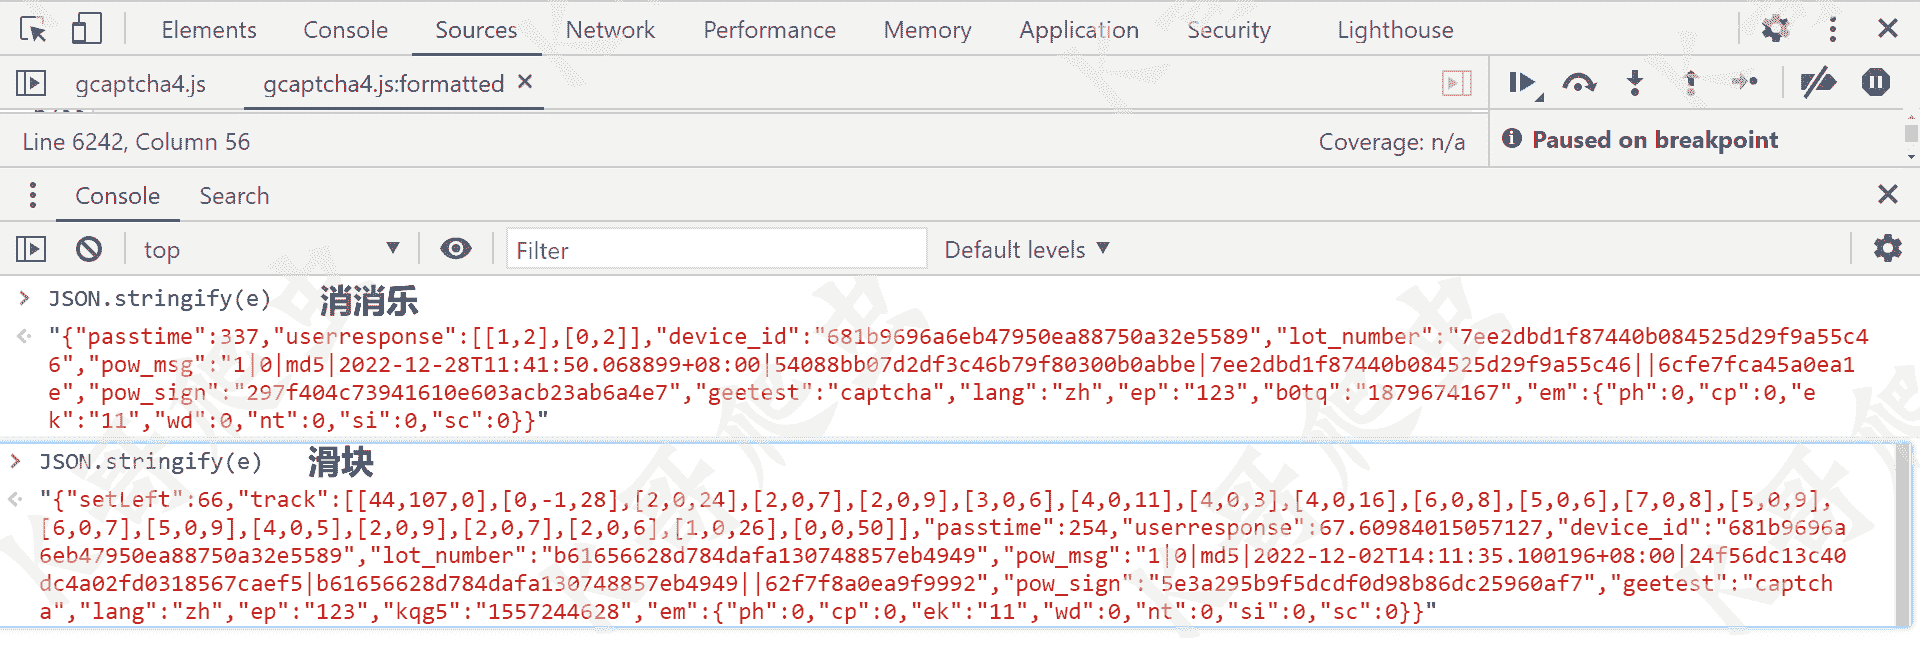 Elements Console Sources Network Performance Memory Application Security Lighthouse
gcaptcha4.js gcaptcha4.js:formatted
Line 6242, Column 56 Coverage: n/a
Paused on breakpoint
Console Search
top Filter Default levels
JSON.stringify(e) 消消乐
"{"passtime":337,"userresponse":[[1,2],[0,2]],"device_id":"681b9696a6eb47950ea88750a32e5589","lot_number":"7ee2dbd1f87440b084525d29f9a55c4
6","pow_msg":"1|0|md5|2022-12-28T11:41:50.068899+08:00|54088bb07d2df3c46b79f80300b0abbe|7ee2dbd1f87440b084525d29f9a55c46||6cfe7fca45a0ea1
e","pow_sign":"297f404c73941610e603acb23ab6a4e7","geetest":"captcha","lang":"zh","ep":"123","b0tq":"1879674167","em":{"ph":0,"cp":0,"e
k":"11","wd":0,"nt":0,"si":0,"sc":0}}"
JSON.stringify(e) 滑块
"{"setLeft":66,"track":[[44,107,0],[0,-1,28],[2,0,24],[2,0,7],[2,0,9],[3,0,6],[4,0,11],[4,0,3],[4,0,16],[6,0,8],[5,0,6],[7,0,8],[5,0,9],
[6,0,7],[5,0,9],[4,0,5],[2,0,9],[2,0,7],[2,0,6],[1,0,26],[0,0,50]],"passtime":254,"userresponse":67.60984015057127,"device_id":"681b9696a
6eb47950ea88750a32e5589","lot_number":"b61656628d784dafa130748857eb4949","pow_msg":"1|0|md5|2022-12-02T14:11:35.100196+08:00|24f56dc13c40
dc4a02fd0318567caef5|b61656628d784dafa130748857eb4949||62f7f8a0ea9f9992","pow_sign":"5e3a295b9f5dcdf0d98b86dc25960af7","geetest":"captch
a","lang":"zh","ep":"123","kqg5":"1557244628","em":{"ph":0,"cp":0,"ek":"11","wd":0,"nt":0,"si":0,"sc":0}}"
K哥爬虫